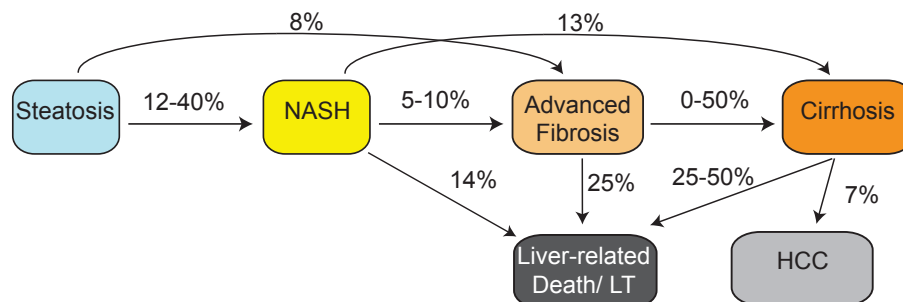 8%
13%
Steatosis
12-40%
NASH
5-10%
Advanced
Fibrosis
0-50%
Cirrhosis
14%
25%
25-50%
7%
Liver-related
Death/ LT
HCC